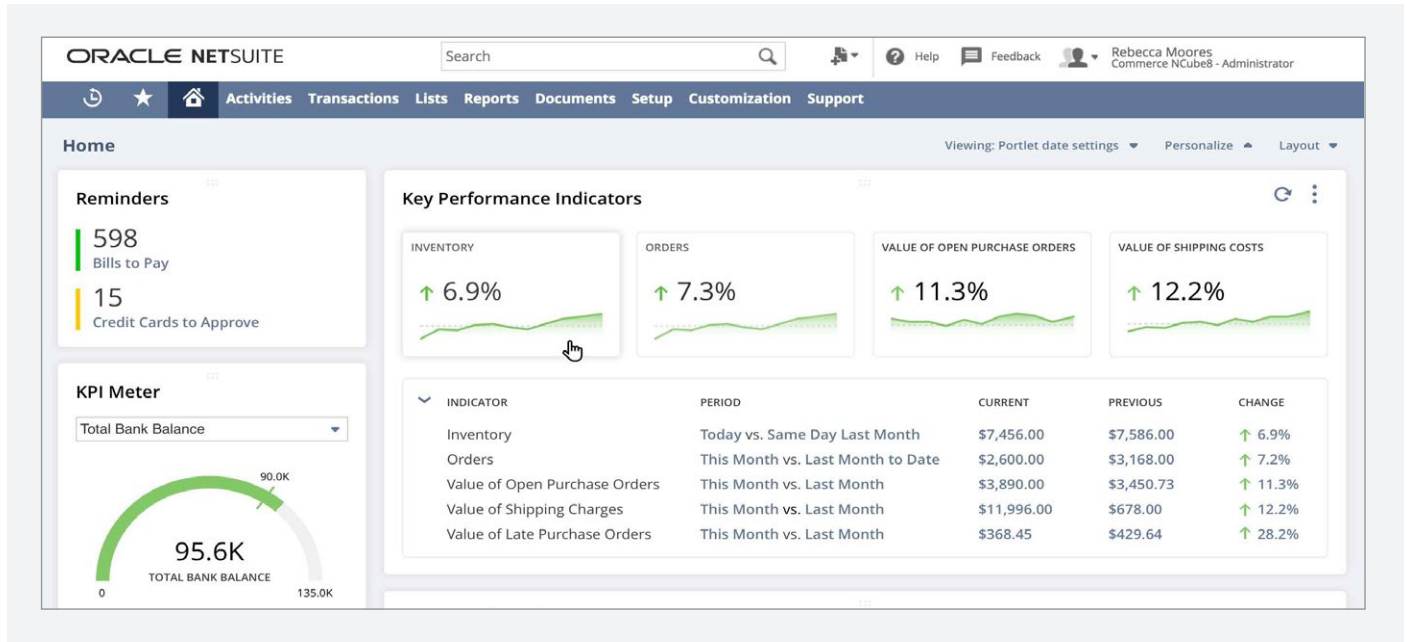 ORACLE NETSUITE
Search
Help
Feedback
Rebecca Moores
Commerce NCube8 - Administrator
Activities Transactions Lists Reports Documents Setup Customization Support
Home
Viewing: Portlet date settings
Personalize
Layout
Reminders
598
Bills to Pay
15
Credit Cards to Approve
KPI Meter
Total Bank Balance
90.0K
95.6K
TOTAL BANK BALANCE
0
135.0K
Key Performance Indicators
INVENTORY
6.9%
ORDERS
7.3%
VALUE OF OPEN PURCHASE ORDERS
11.3%
VALUE OF SHIPPING COSTS
12.2%
INDICATOR PERIOD CURRENT PREVIOUS CHANGE
Inventory Today vs. Same Day Last Month $7,456.00 $7,586.00 6.9%
Orders This Month vs. Last Month to Date $2,600.00 $3,168.00 7.2%
Value of Open Purchase Orders This Month vs. Last Month $3,890.00 $3,450.73 11.3%
Value of Shipping Charges This Month vs. Last Month $11,996.00 $678.00 12.2%
Value of Late Purchase Orders This Month vs. Last Month $368.45 $429.64 28.2%